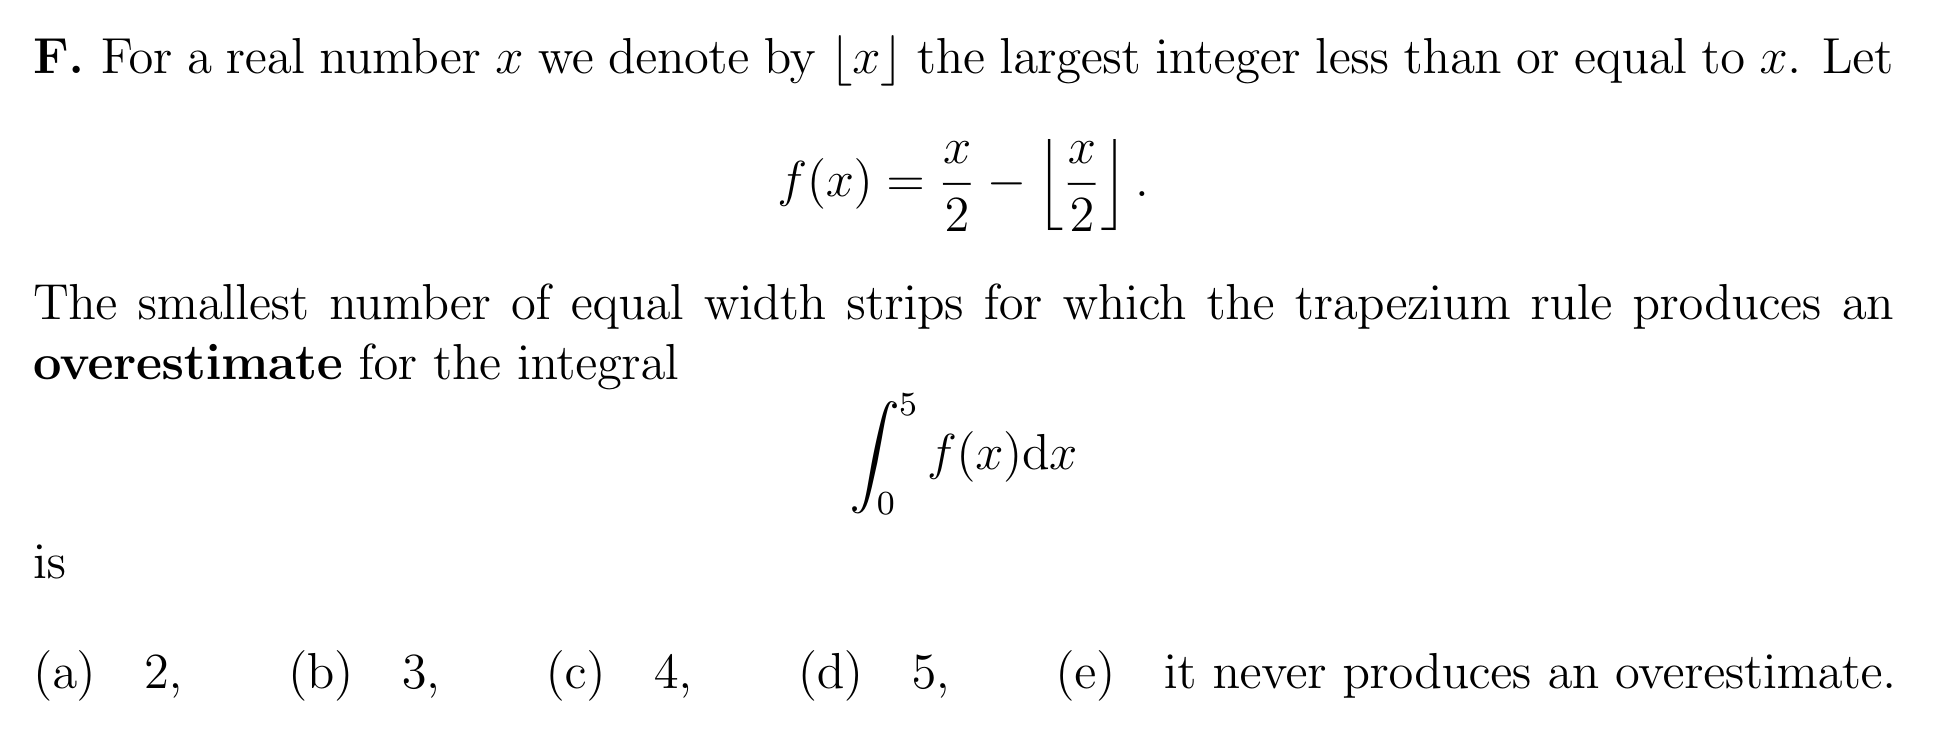 F. For a real number x we denote by ⌊x⌋ the largest integer less than or equal to x. Let
f(x) = x/2 − ⌊x/2⌋.
The smallest number of equal width strips for which the trapezium rule produces an
overestimate for the integral
∫₀⁵ f(x)dx
is
(a) 2, (b) 3, (c) 4, (d) 5, (e) it never produces an overestimate.